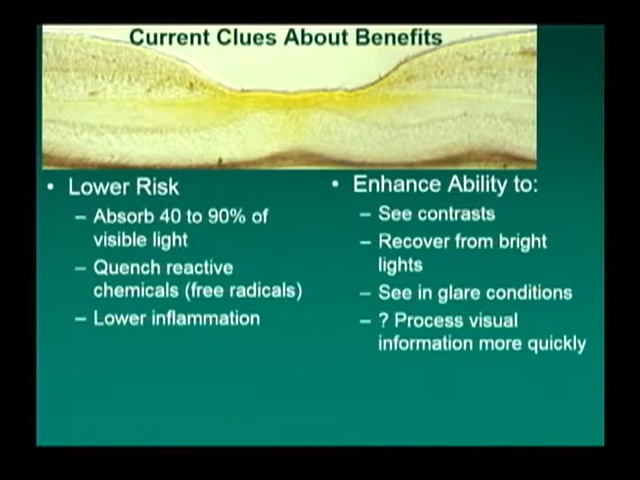 Current Clues About Benefits
• Lower Risk
– Absorb 40 to 90% of
visible light
– Quench reactive
chemicals (free radicals)
– Lower inflammation
• Enhance Ability to:
– See contrasts
– Recover from bright
lights
– See in glare conditions
– ? Process visual
information more quickly